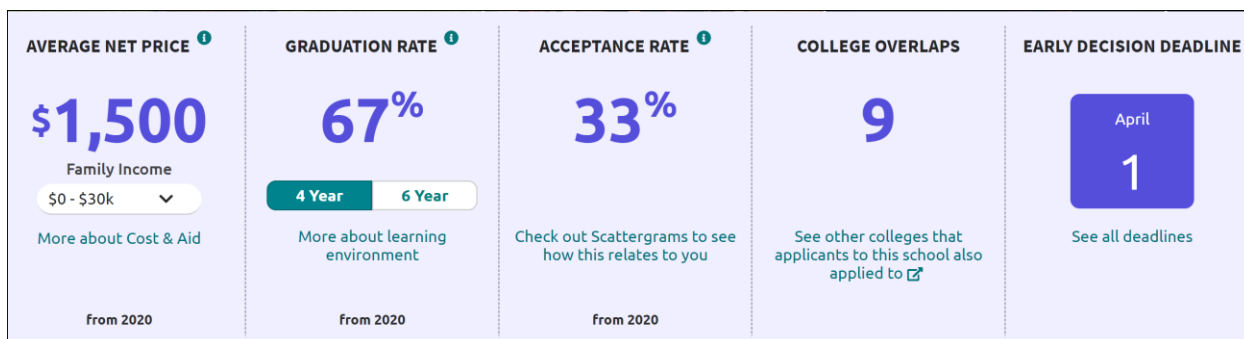 AVERAGE NET PRICE
$1,500
Family Income
$0 - $30k
More about Cost & Aid
from 2020
GRADUATION RATE
67%
4 Year
6 Year
More about learning
environment
from 2020
ACCEPTANCE RATE
33%
Check out Scattergrams to see
how this relates to you
from 2020
COLLEGE OVERLAPS
9
See other colleges that
applicants to this school also
applied to
EARLY DECISION DEADLINE
April
1
See all deadlines